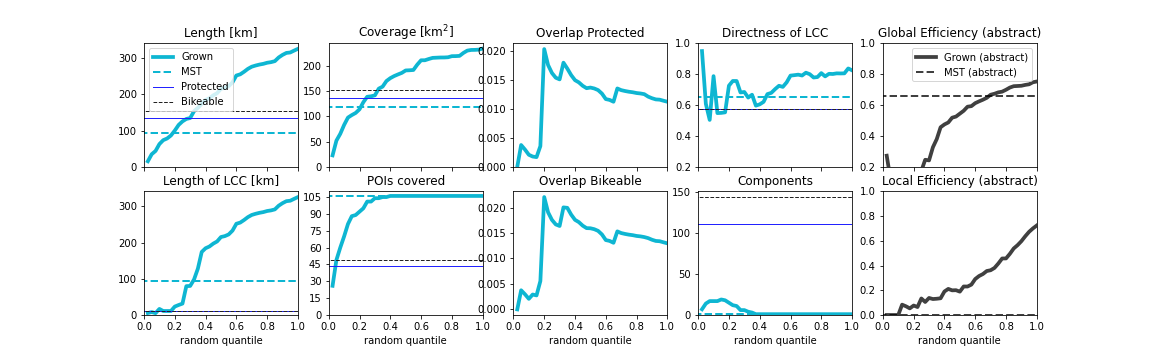 Length [km]
300
200
100
0
Grown
MST
Protected
Bikeable
Coverage [km²]
200
150
100
50
0
Overlap Protected
0.020
0.015
0.010
0.005
0.000
Directness of LCC
1.0
0.8
0.6
0.4
0.2
Global Efficiency (abstract)
1.0
0.8
0.6
0.4
0.2
Grown (abstract)
MST (abstract)
Length of LCC [km]
300
200
100
0
0.0 0.2 0.4 0.6 0.8 1.0
random quantile
POIs covered
105
90
75
60
45
30
15
0
0.0 0.2 0.4 0.6 0.8 1.0
random quantile
Overlap Bikeable
0.020
0.015
0.010
0.005
0.000
0.0 0.2 0.4 0.6 0.8 1.0
random quantile
Components
150
100
50
0
0.0 0.2 0.4 0.6 0.8 1.0
random quantile
Local Efficiency (abstract)
1.0
0.8
0.6
0.4
0.2
0.0
0.0 0.2 0.4 0.6 0.8 1.0
random quantile